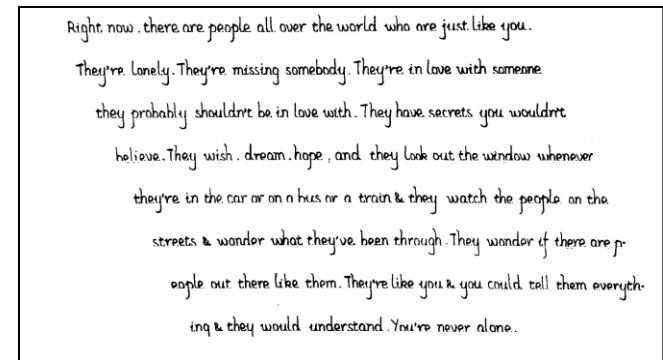 Right now . there are people all over the world who are just like you.
They're lonely. They're missing somebody. They're in love with someone
they probably shouldn't be in love with. They have secrets you wouldn't
believe. They wish . dream . hope , and they look out the window whenever
they're in the car or on a bus or a train & they watch the people on the
streets & wonder what they've been through. They wonder if there are p-
eople out there like them. They're like you & you could tell them everyth-
ing & they would understand. You're never alone..